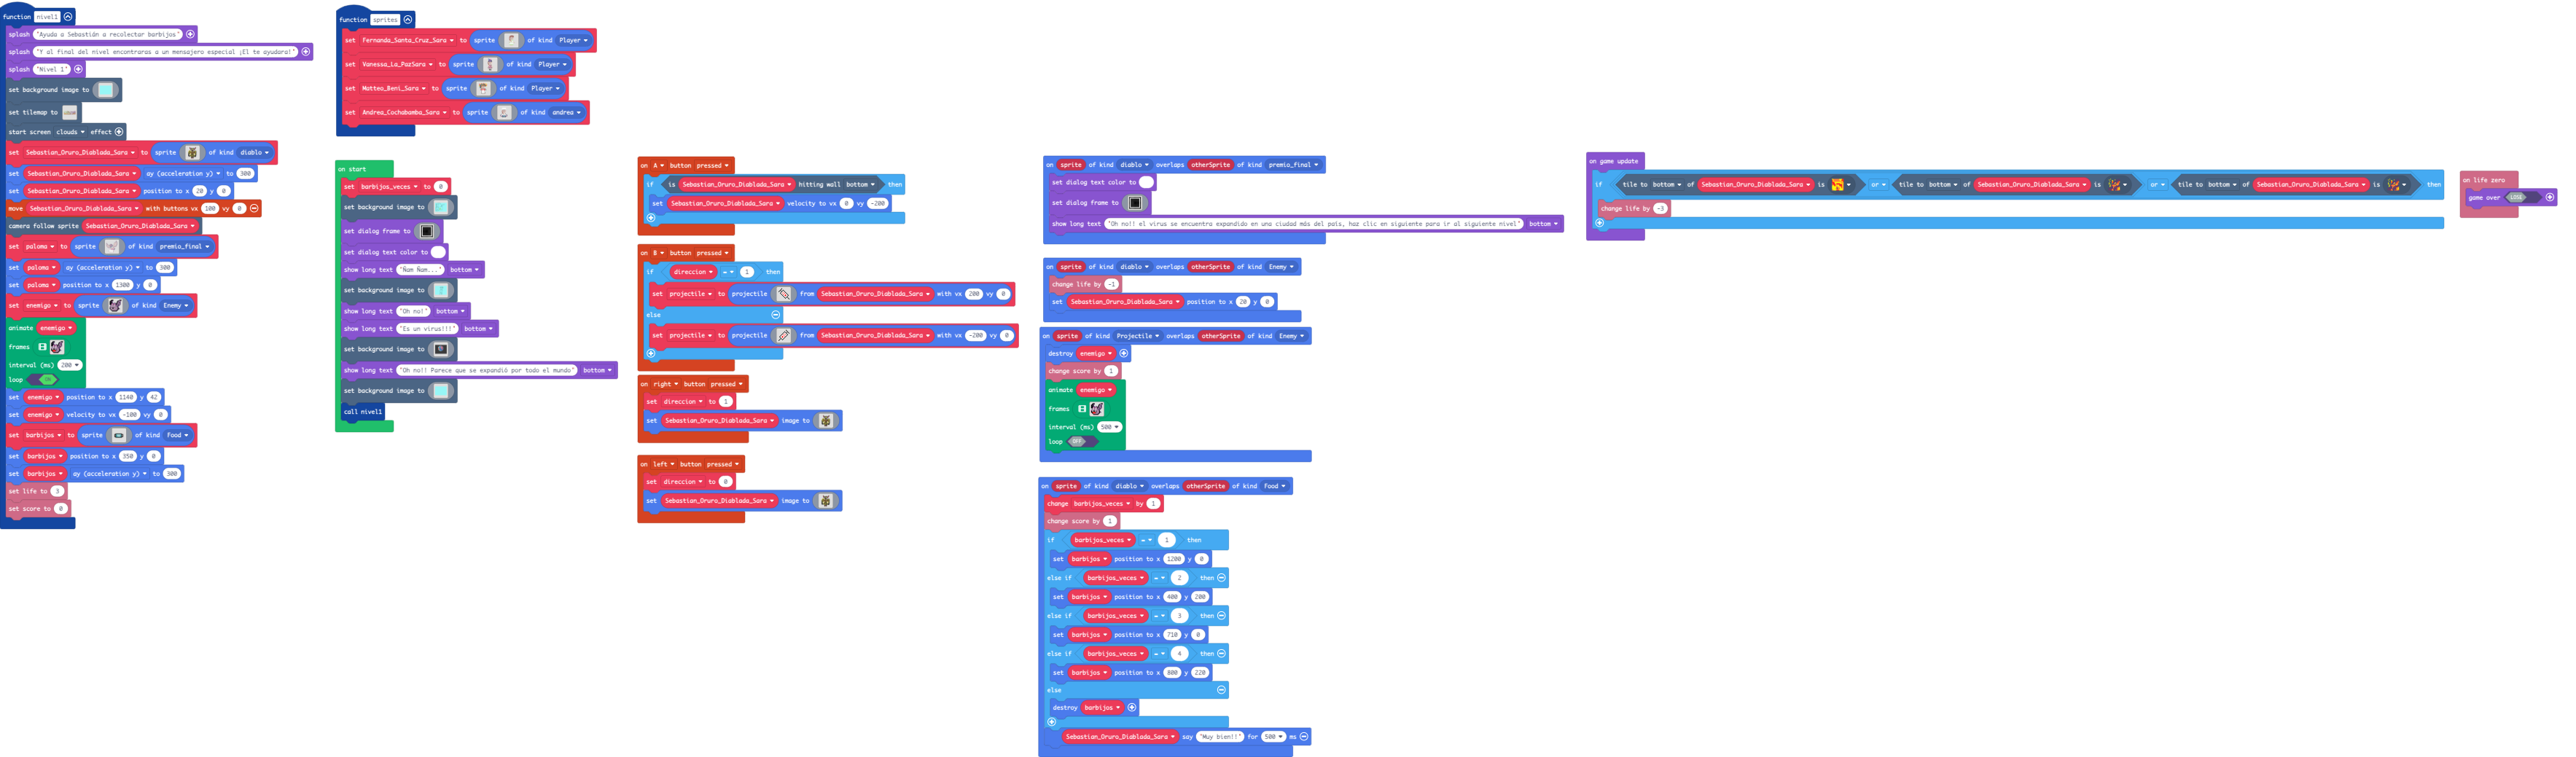 function nivel1
splash "Ayuda a Sebastián a recolectar barbijos"
splash "Y al final del nivel encontraras a un mensajero especial ¡El te ayudara!"
splash "Nivel 1"
set background image to
set tilemap to
start screen clouds effect
set Sebastian_Oruro_Diablada_Sara to sprite of kind diablo
set Sebastian_Oruro_Diablada_Sara ay (acceleration y) to 300
set Sebastian_Oruro_Diablada_Sara position to x 20 y 0
move Sebastian_Oruro_Diablada_Sara with buttons vx 100 vy 0
camera follow sprite Sebastian_Oruro_Diablada_Sara
set paloma to sprite of kind premio_final
set paloma ay (acceleration y) to 300
set paloma position to x 1300 y 0
set enemigo to sprite of kind Enemy
animate enemigo
frames
interval (ms) 200
loop ON
set enemigo position to x 1140 y 42
set enemigo velocity to vx -100 vy 0
set barbijos to sprite of kind Food
set barbijos position to x 350 y 0
set barbijos ay (acceleration y) to 300
set life to 3
set score to 0
function sprites
set Fernanda_Santa_Cruz_Sara to sprite of kind Player
set Vanessa_La_PazSara to sprite of kind Player
set Matteo_Beni_Sara to sprite of kind Player
set Andrea_Cochabamba_Sara to sprite of kind andrea
on start
set barbijos_veces to 0
set background image to
set dialog frame to
set dialog text color to
show long text "Ñam Ñam..." bottom
set background image to
show long text "Oh no!" bottom
show long text "Es un virus!!!" bottom
set background image to
show long text "Oh no!! Parece que se expandió por todo el mundo" bottom
set background image to
call nivel1
on A button pressed
if is Sebastian_Oruro_Diablada_Sara hitting wall bottom then
set Sebastian_Oruro_Diablada_Sara velocity to vx 0 vy -200
on B button pressed
if direccion = 1 then
set projectile to projectile from Sebastian_Oruro_Diablada_Sara with vx 200 vy 0
else
set projectile to projectile from Sebastian_Oruro_Diablada_Sara with vx -200 vy 0
on right button pressed
set direccion to 1
set Sebastian_Oruro_Diablada_Sara image to
on left button pressed
set direccion to 0
set Sebastian_Oruro_Diablada_Sara image to
on sprite of kind diablo overlaps otherSprite of kind premio_final
set dialog text color to
set dialog frame to
show long text "Oh no!! el virus se encuentra expandido en una ciudad más del país, haz clic en siguiente para ir al siguiente nivel" bottom
on sprite of kind diablo overlaps otherSprite of kind Enemy
change life by -1
set Sebastian_Oruro_Diablada_Sara position to x 20 y 0
on sprite of kind Projectile overlaps otherSprite of kind Enemy
destroy enemigo
change score by 1
animate enemigo
frames
interval (ms) 500
loop OFF
on sprite of kind diablo overlaps otherSprite of kind Food
change barbijos_veces by 1
change score by 1
if barbijos_veces = 1 then
set barbijos position to x 1200 y 0
else if barbijos_veces = 2 then
set barbijos position to x 400 y 200
else if barbijos_veces = 3 then
set barbijos position to x 710 y 0
else if barbijos_veces = 4 then
set barbijos position to x 800 y 220
else
destroy barbijos
Sebastian_Oruro_Diablada_Sara say "Muy bien!!" for 500 ms
on game update
if tile to bottom of Sebastian_Oruro_Diablada_Sara is or tile to bottom of Sebastian_Oruro_Diablada_Sara is or tile to bottom of Sebastian_Oruro_Diablada_Sara is then
change life by -3
on life zero
game over LOSE